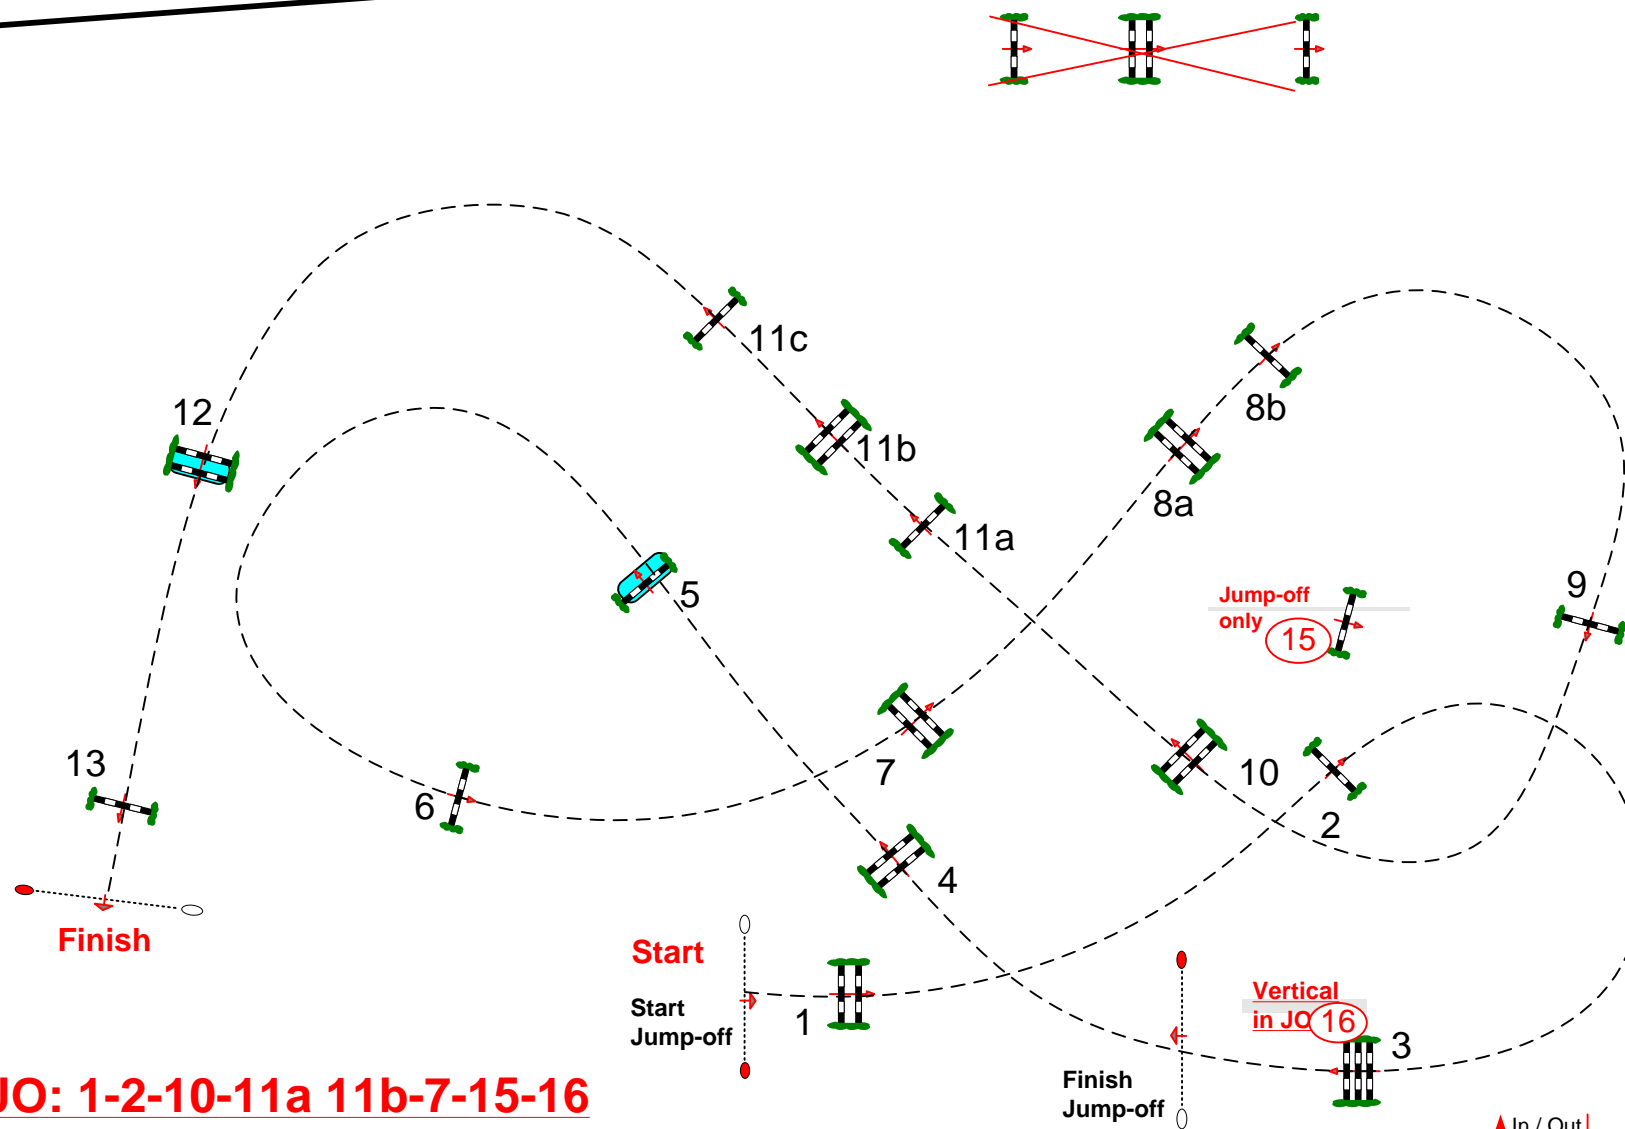 11c
12
8b
11b
8a
11a
9
5
Jump-off
only
15
13
7
10
6
2
4
Finish
Start
Start
Jump-off
1
Vertical
in JO
16
3
Finish
Jump-off
JO: 1-2-10-11a 11b-7-15-16
In / Out